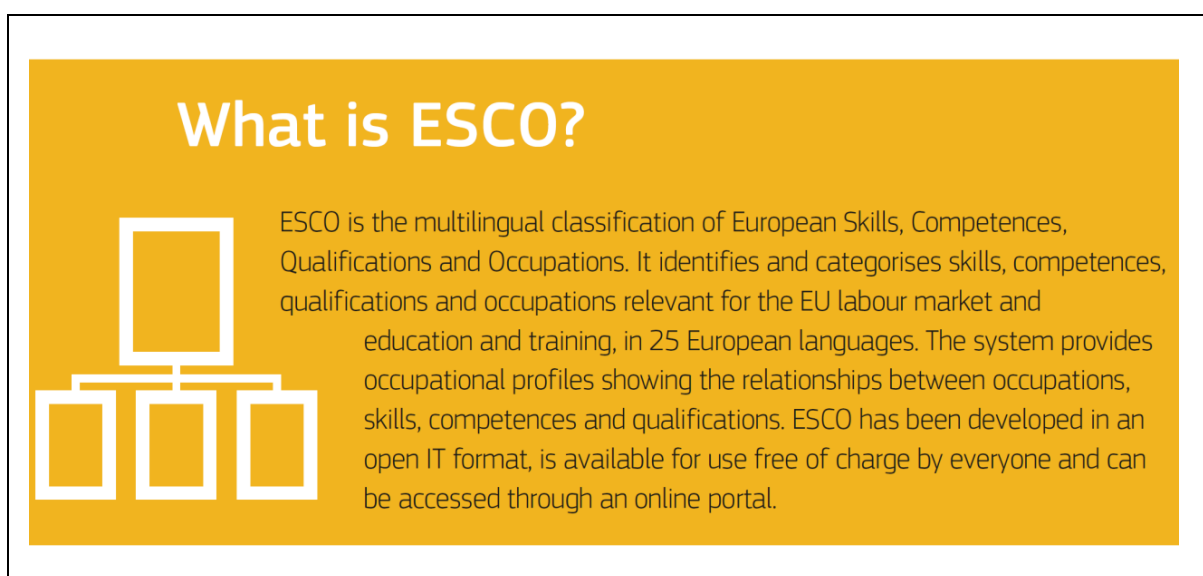 What is ESCO?
ESCO is the multilingual classification of European Skills, Competences,
Qualifications and Occupations. It identifies and categorises skills, competences,
qualifications and occupations relevant for the EU labour market and
education and training, in 25 European languages. The system provides
occupational profiles showing the relationships between occupations,
skills, competences and qualifications. ESCO has been developed in an
open IT format, is available for use free of charge by everyone and can
be accessed through an online portal.